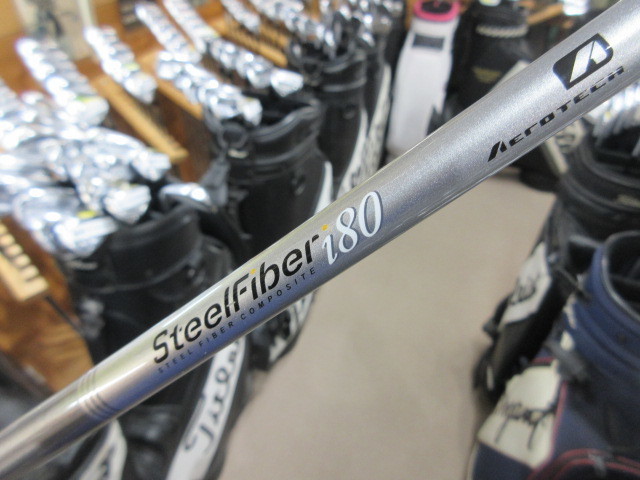 SteelFiber i80
STEEL FIBER COMPOSITE
AEROTECH